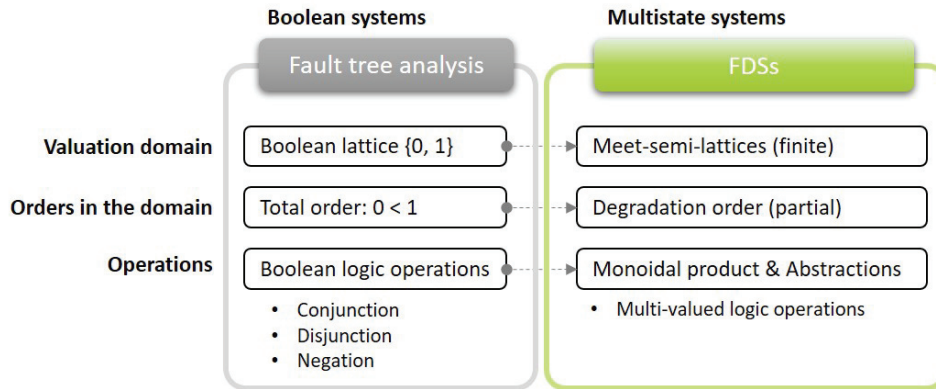 Boolean systems
Multistate systems
Fault tree analysis
FDSs
Valuation domain
Boolean lattice {0, 1}
Meet-semi-lattices (finite)
Orders in the domain
Total order: 0 < 1
Degradation order (partial)
Operations
Boolean logic operations
Monoidal product & Abstractions
• Conjunction
• Disjunction
• Negation
• Multi-valued logic operations